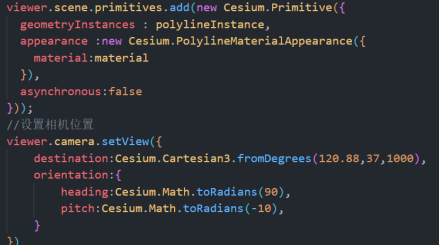 viewer.scene.primitives.add(new Cesium.Primitive({
geometryInstances : polylineInstance,
appearance :new Cesium.PolylineMaterialAppearance({
material:material
}),
asynchronous:false
}));
//设置相机位置
viewer.camera.setView({
destination:Cesium.Cartesian3.fromDegrees(120.88,37,1000),
orientation:{
heading:Cesium.Math.toRadians(90),
pitch:Cesium.Math.toRadians(-10),
}
})